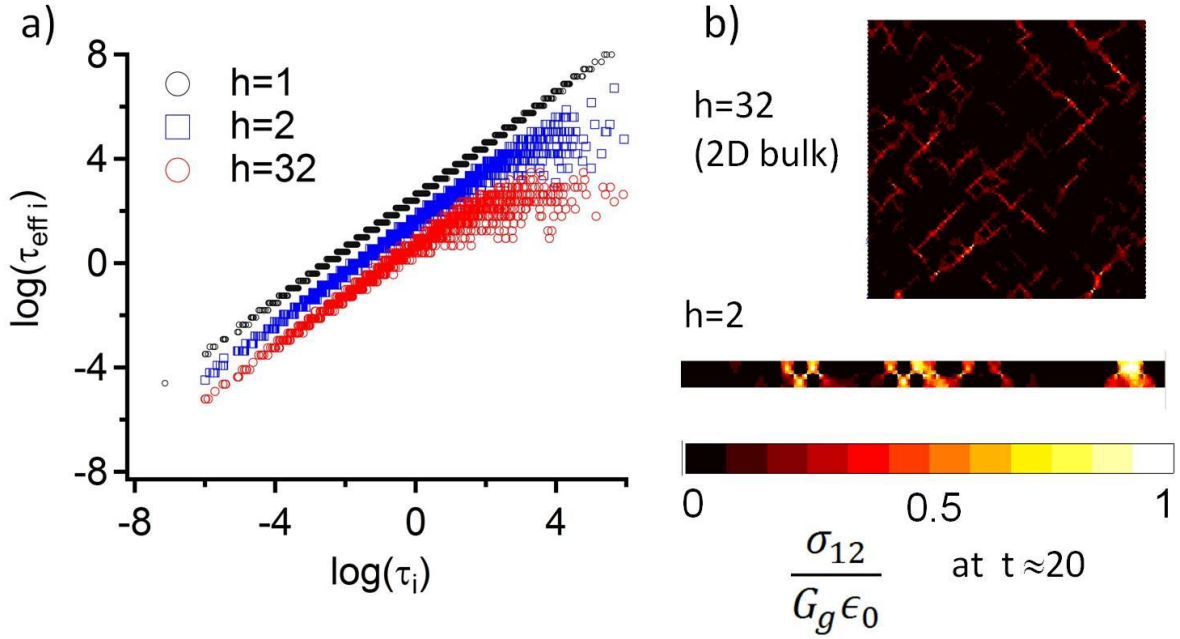 a)
8
4
0
-4
-8
-8
-4
0
4
log(τeff i)
log(τi)
h=1
h=2
h=32
b)
h=32
(2D bulk)
h=2
0
0.5
1
σ12
Ggϵ0
at t≈20